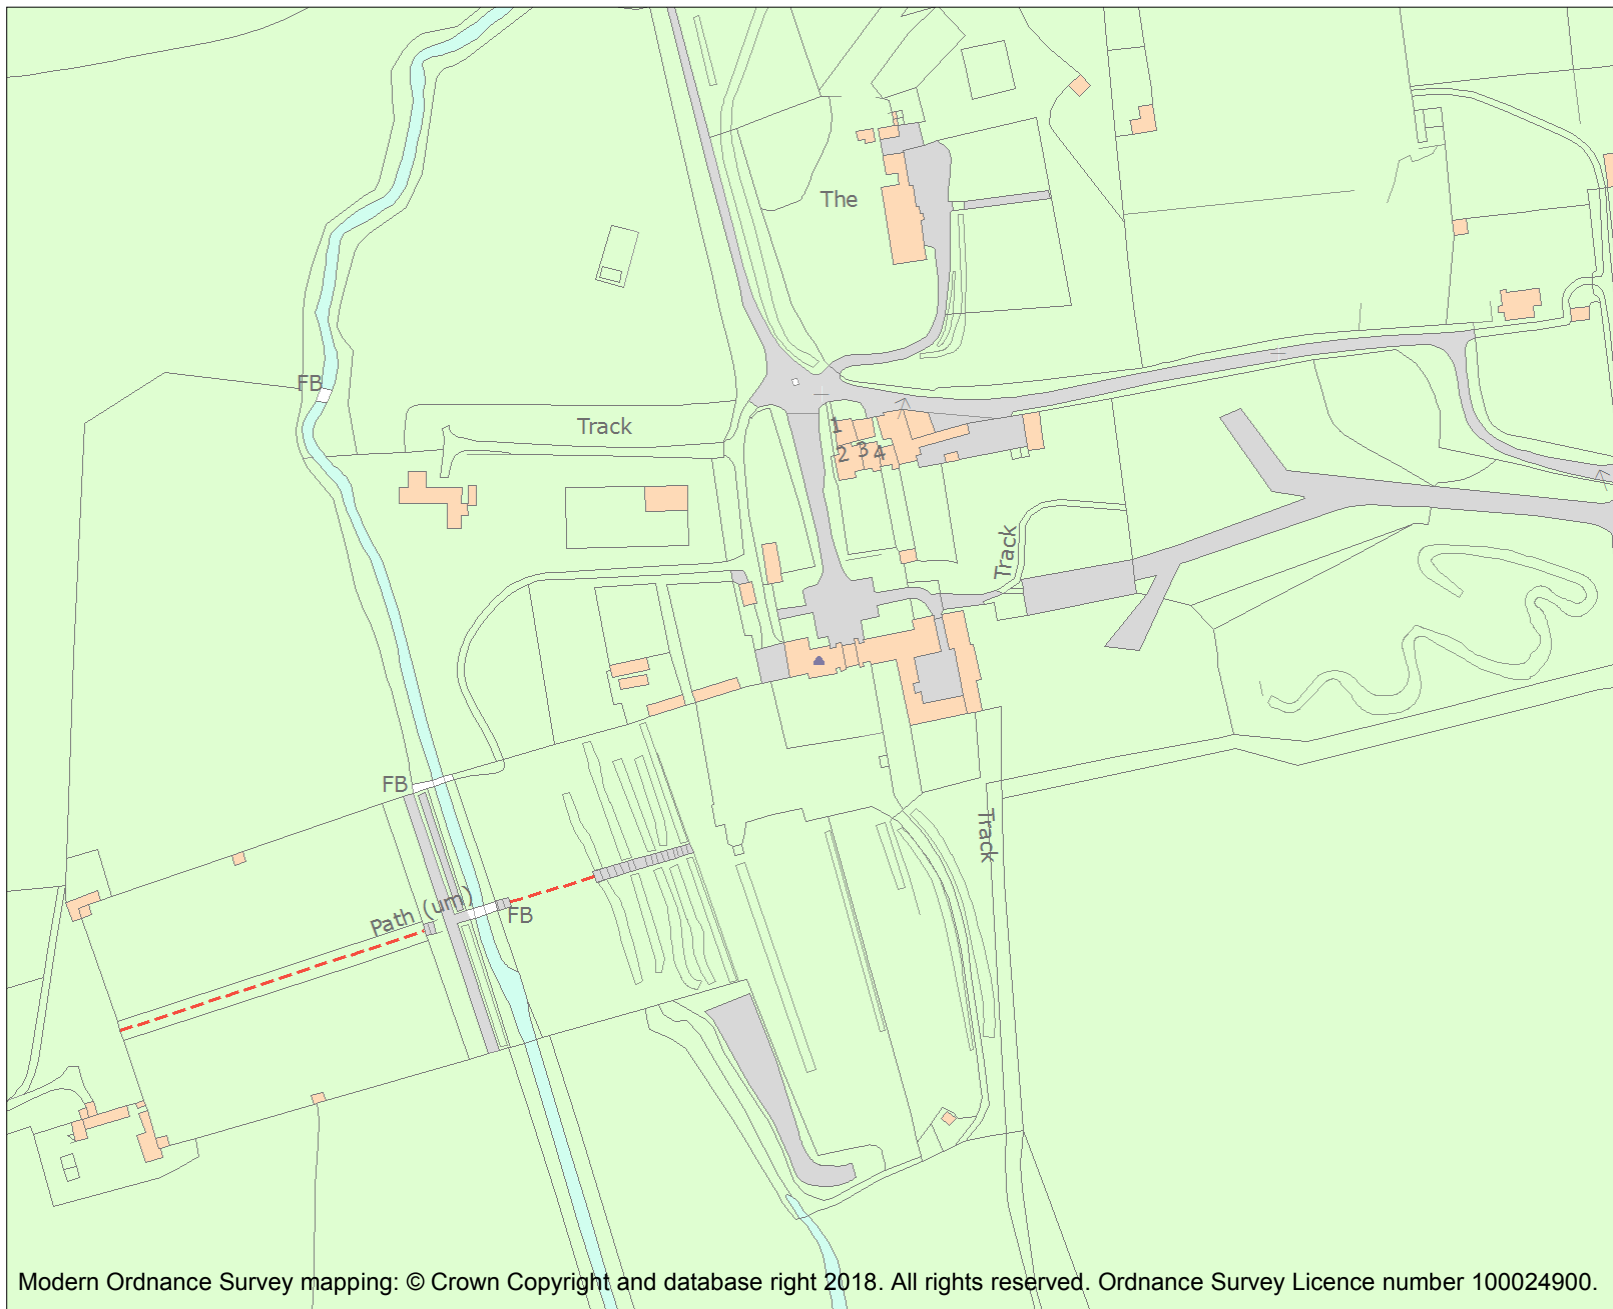 The
FB
Track
1
2 3 4
Track
FB
Track
Path (um)
FB
Modern Ordnance Survey mapping: © Crown Copyright and database right 2018. All rights reserved. Ordnance Survey Licence number 100024900.